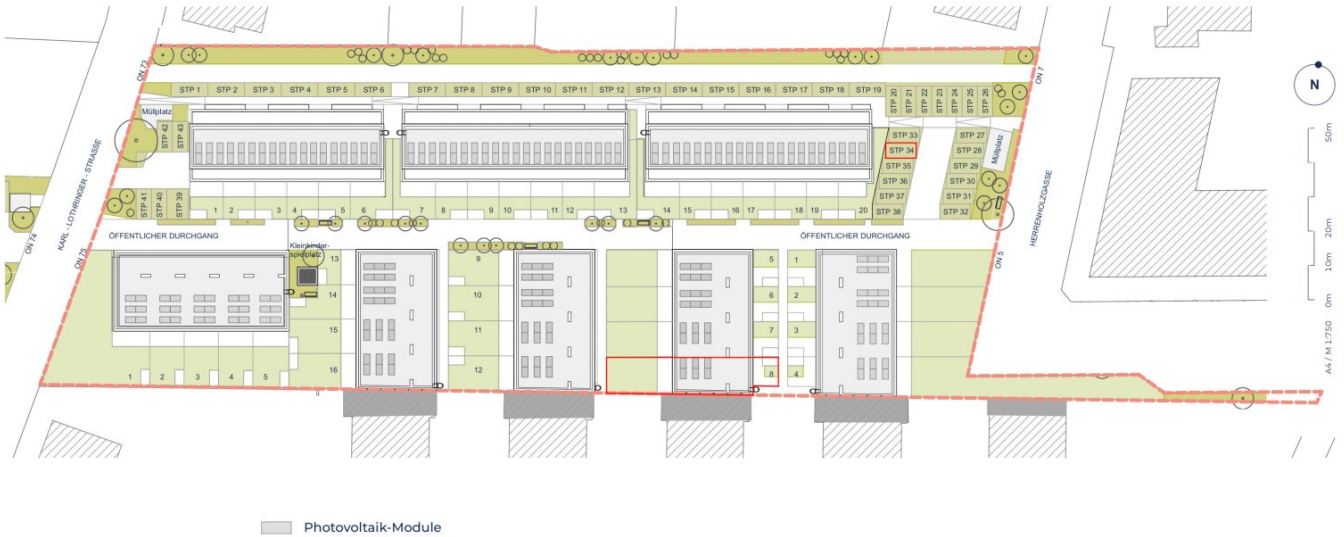 ON 73
STP 1 STP 2 STP 3 STP 4 STP 5 STP 6 STP 7 STP 8 STP 9 STP 10 STP 11 STP 12 STP 13 STP 14 STP 15 STP 16 STP 17 STP 18 STP 19 STP 20 STP 21 STP 22 STP 23 STP 24 STP 25 STP 26
ON 7
N
Müllplatz
STP 42 STP 43
STP 33
STP 34
STP 35
STP 36
STP 37
STP 38
STP 27
STP 28
STP 29
STP 30
STP 31
STP 32
Müllplatz
KARL - LOTHRINGER - STRASSE
HERRENHOLZGASSE
STP 41 STP 40 STP 39
1 2 3 4 5 6 7 8 9 10 11 12 13 14 15 16 17 18 19 20
ON 74
ON 75
ÖFFENTLICHER DURCHGANG
ÖFFENTLICHER DURCHGANG
ON 5
Kleinkinder-
spielplatz
13
14
15
16
9
10
11
12
5
6
7
8
1
2
3
4
1 2 3 4 5
50m
20m
10m
0m
A4 / M 1:750
Photovoltaik-Module